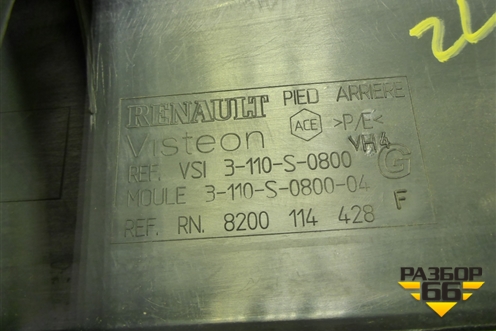 2L
RENAULT PIED ARRIERE
Visteon ACE >P/E<
VH4
REF. VSI 3-110-S-0800 G
MOULE 3-110-S-0800-04
REF. RN. 8200 114 428 F
РАЗБОР
66